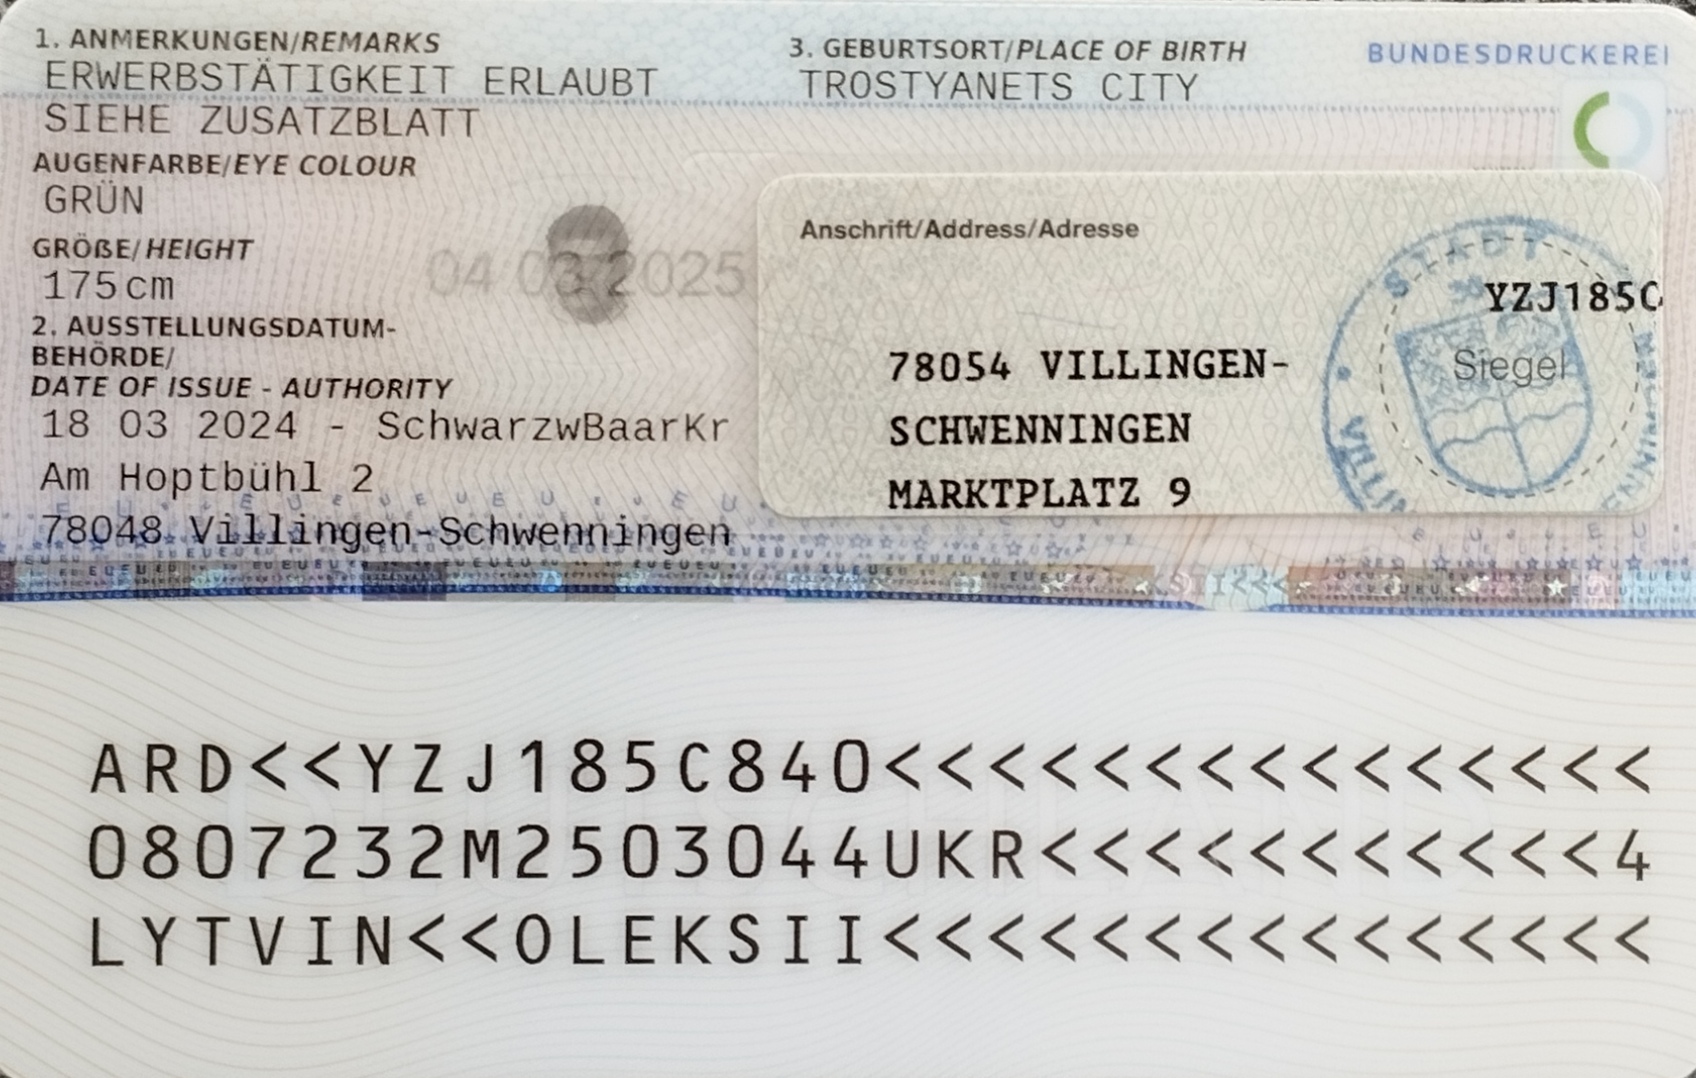 1. ANMERKUNGEN/REMARKS
ERWERBSTÄTIGKEIT ERLAUBT
SIEHE ZUSATZBLATT
AUGENFARBE/EYE COLOUR
GRÜN
GRÖßE/HEIGHT
175cm
2. AUSSTELLUNGSDATUM-
BEHÖRDE/
DATE OF ISSUE - AUTHORITY
18 03 2024 - SchwarzwBaarKr
Am Hoptbühl 2
78048 Villingen-Schwenningen
04 03 2025
3. GEBURTSORT/PLACE OF BIRTH
TROSTYANETS CITY
BUNDESDRUCKEREI
Anschrift/Address/Adresse
YZJ185C
Siegel
STADT
78054 VILLINGEN-
SCHWENNINGEN
MARKTPLATZ 9
ARD<<YZJ185C840<<<<<<<<<<<<<<<
0807232M2503044UKR<<<<<<<<<<<4
LYTVIN<<OLEKSII<<<<<<<<<<<<<<<